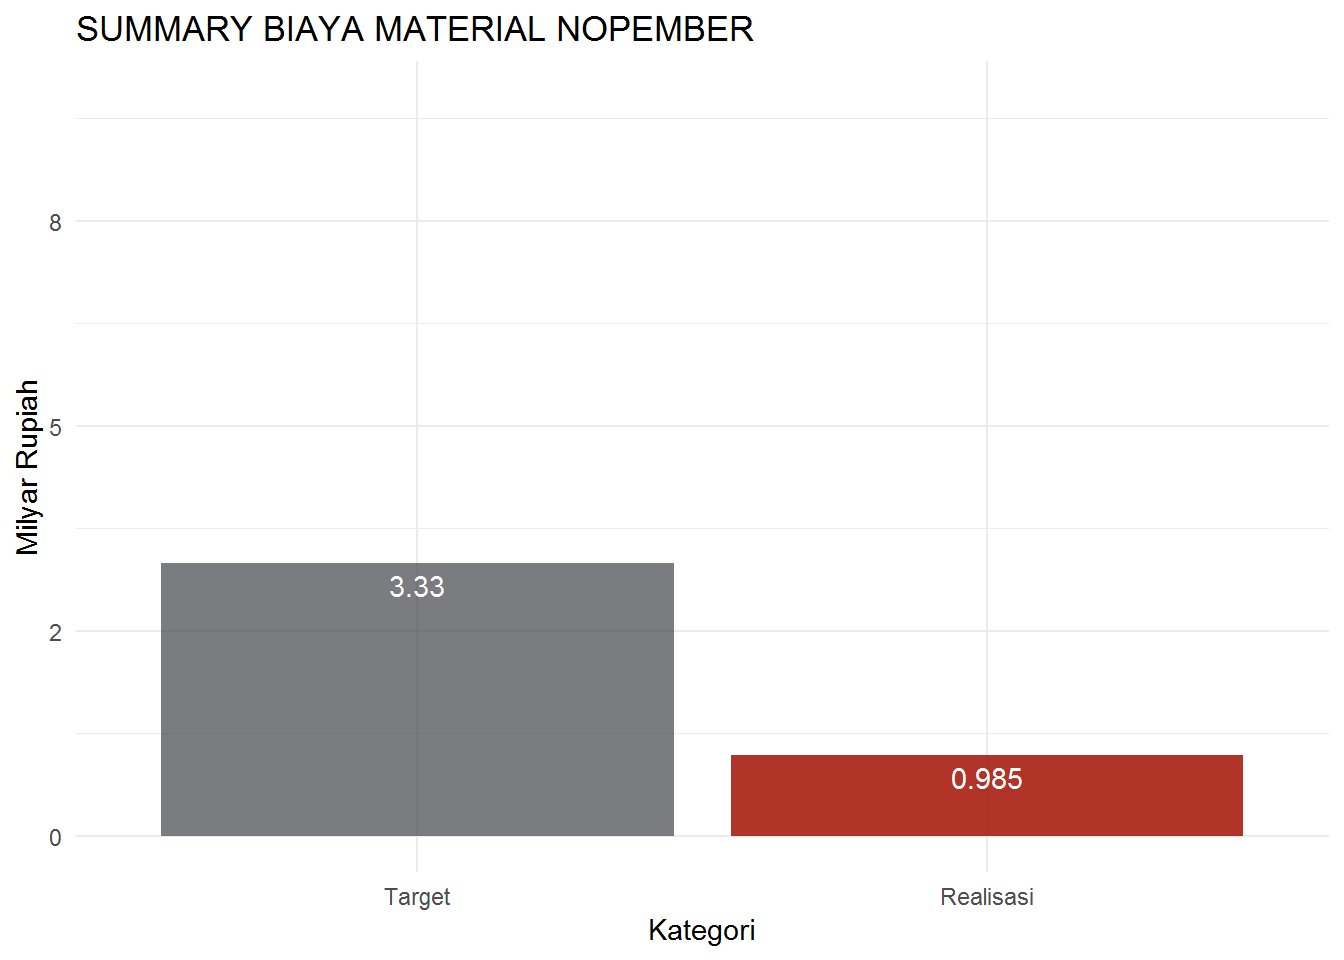 SUMMARY BIAYA MATERIAL NOPEMBER
Milyar Rupiah
8
5
2
0
3.33
0.985
Target
Realisasi
Kategori